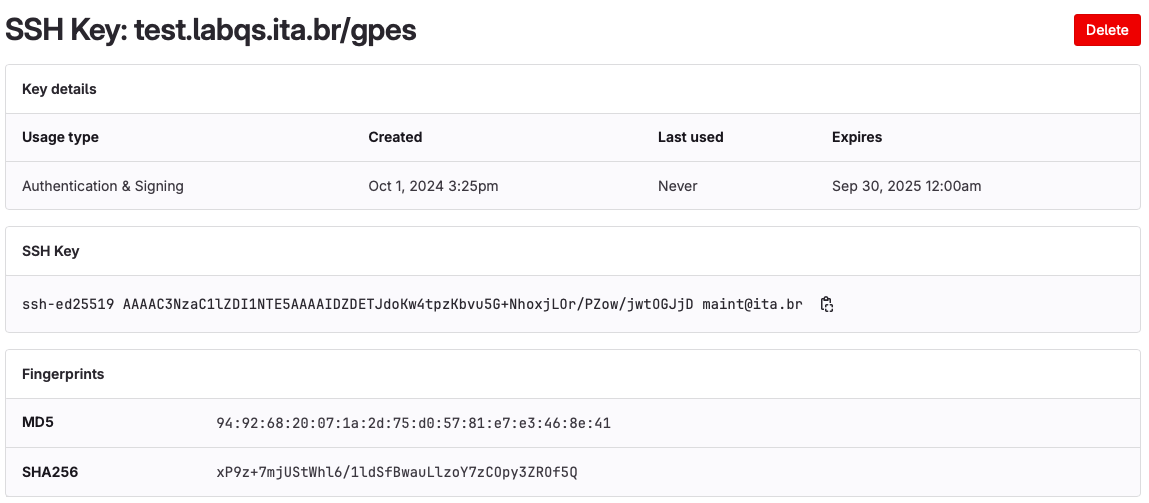 SSH Key: test.labqs.ita.br/gpes
Delete
Key details
Usage type Created Last used Expires
Authentication & Signing Oct 1, 2024 3:25pm Never Sep 30, 2025 12:00am
SSH Key
ssh-ed25519 AAAAC3NzaC1lZDI1NTE5AAAAIDZDETJdoKw4tpzKbvu5G+NhoxjLOr/PZow/jwtOGJjD maint@ita.br
Fingerprints
MD5 94:92:68:20:07:1a:2d:75:d0:57:81:e7:e3:46:8e:41
SHA256 xP9z+7mjUStWhl6/1ldSfBwauLlzoY7zCOpy3ZROf5Q